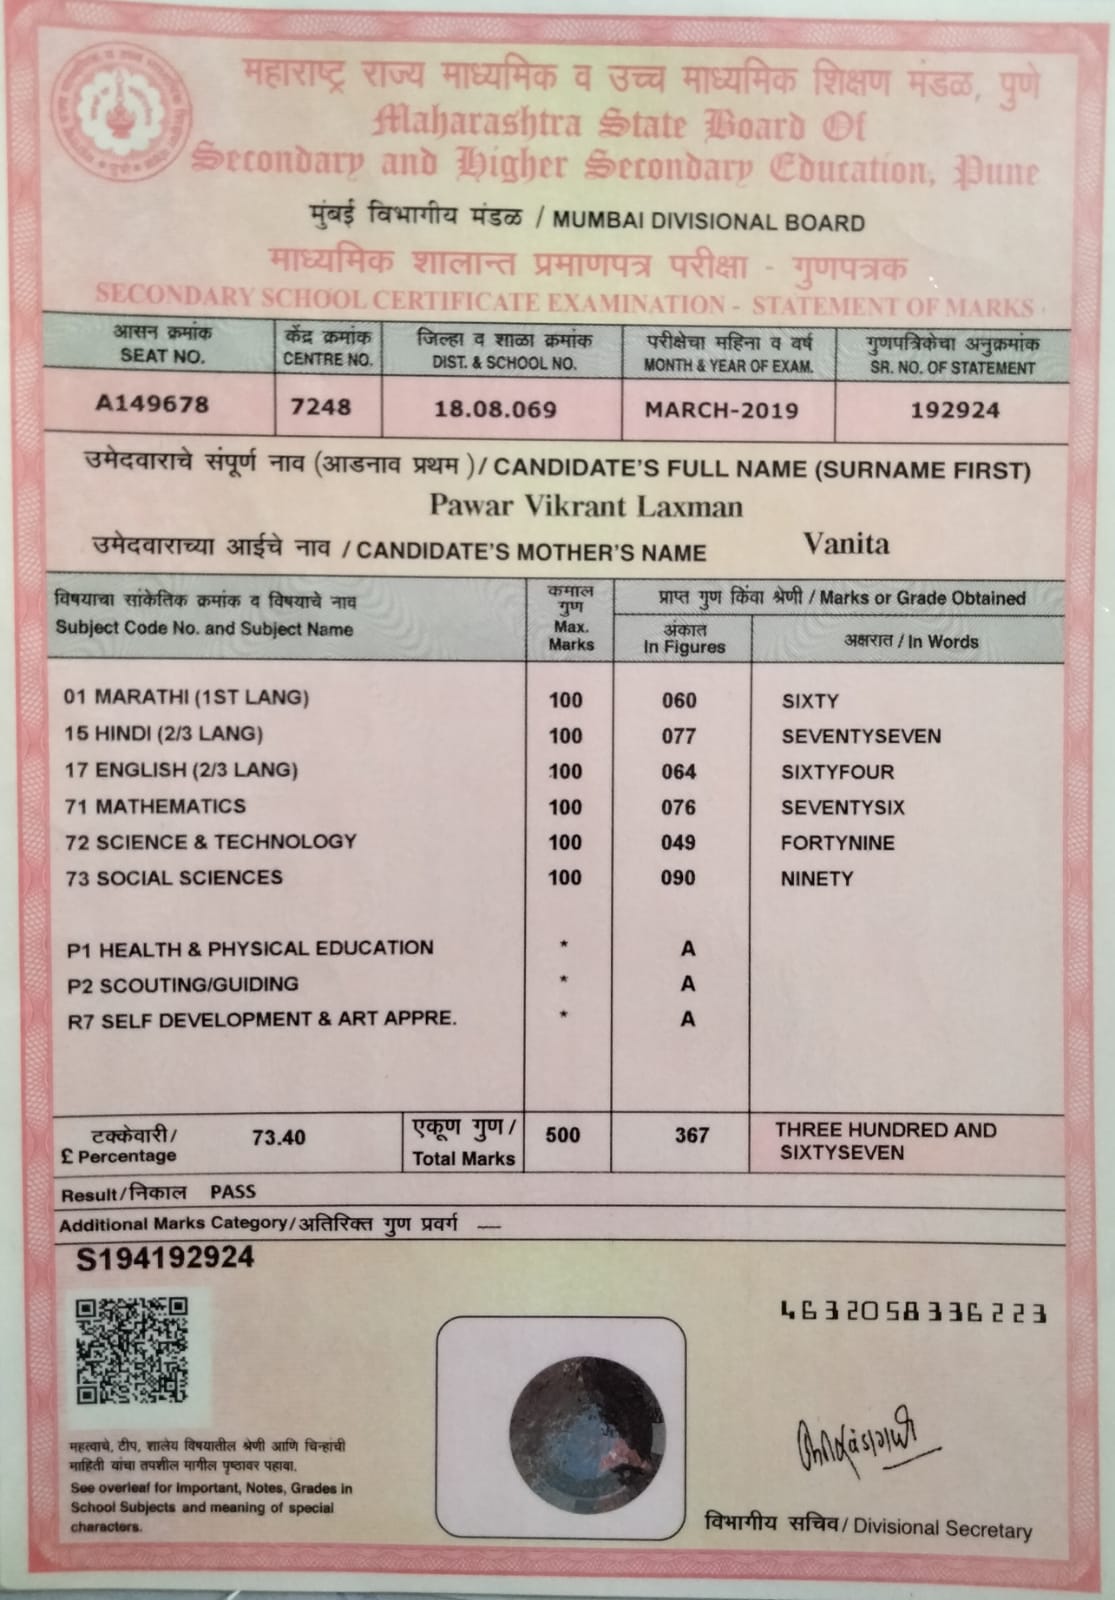 महाराष्ट्र राज्य माध्यमिक व उच्च माध्यमिक शिक्षण मंडळ, पुणे
Maharashtra State Board Of
Secondary and Higher Secondary Education, Pune
मुंबई विभागीय मंडळ / MUMBAI DIVISIONAL BOARD
माध्यमिक शालान्त प्रमाणपत्र परीक्षा - गुणपत्रक
SECONDARY SCHOOL CERTIFICATE EXAMINATION - STATEMENT OF MARKS
आसन क्रमांक केंद्र क्रमांक जिल्हा व शाळा क्रमांक परीक्षेचा महिना व वर्ष गुणपत्रिकेचा अनुक्रमांक
SEAT NO. CENTRE NO. DIST. & SCHOOL NO. MONTH & YEAR OF EXAM. SR. NO. OF STATEMENT
A149678 7248 18.08.069 MARCH-2019 192924
उमेदवाराचे संपूर्ण नाव (आडनाव प्रथम )/ CANDIDATE'S FULL NAME (SURNAME FIRST)
Pawar Vikrant Laxman
उमेदवाराच्या आईचे नाव / CANDIDATE'S MOTHER'S NAME Vanita
विषयाचा सांकेतिक क्रमांक व विषयाचे नाव
Subject Code No. and Subject Name
कमाल
गुण
Max.
Marks
प्राप्त गुण किंवा श्रेणी / Marks or Grade Obtained
अंकात
In Figures
अक्षरात / In Words
01 MARATHI (1ST LANG) 100 060 SIXTY
15 HINDI (2/3 LANG) 100 077 SEVENTYSEVEN
17 ENGLISH (2/3 LANG) 100 064 SIXTYFOUR
71 MATHEMATICS 100 076 SEVENTYSIX
72 SCIENCE & TECHNOLOGY 100 049 FORTYNINE
73 SOCIAL SCIENCES 100 090 NINETY
P1 HEALTH & PHYSICAL EDUCATION * A
P2 SCOUTING/GUIDING * A
R7 SELF DEVELOPMENT & ART APPRE. * A
टक्केवारी/
£ Percentage
73.40
एकूण गुण /
Total Marks
500 367
THREE HUNDRED AND
SIXTYSEVEN
Result/निकाल PASS
Additional Marks Category/अतिरिक्त गुण प्रवर्ग —
S194192924
4632058336223
महत्वाचे, टीप, शालेय विषयातील श्रेणी आणि चिन्हांची
माहिती यांचा तपशील मागील पृष्ठावर पहावा.
See overleaf for Important, Notes, Grades in
School Subjects and meaning of special
characters.
विभागीय सचिव/ Divisional Secretary